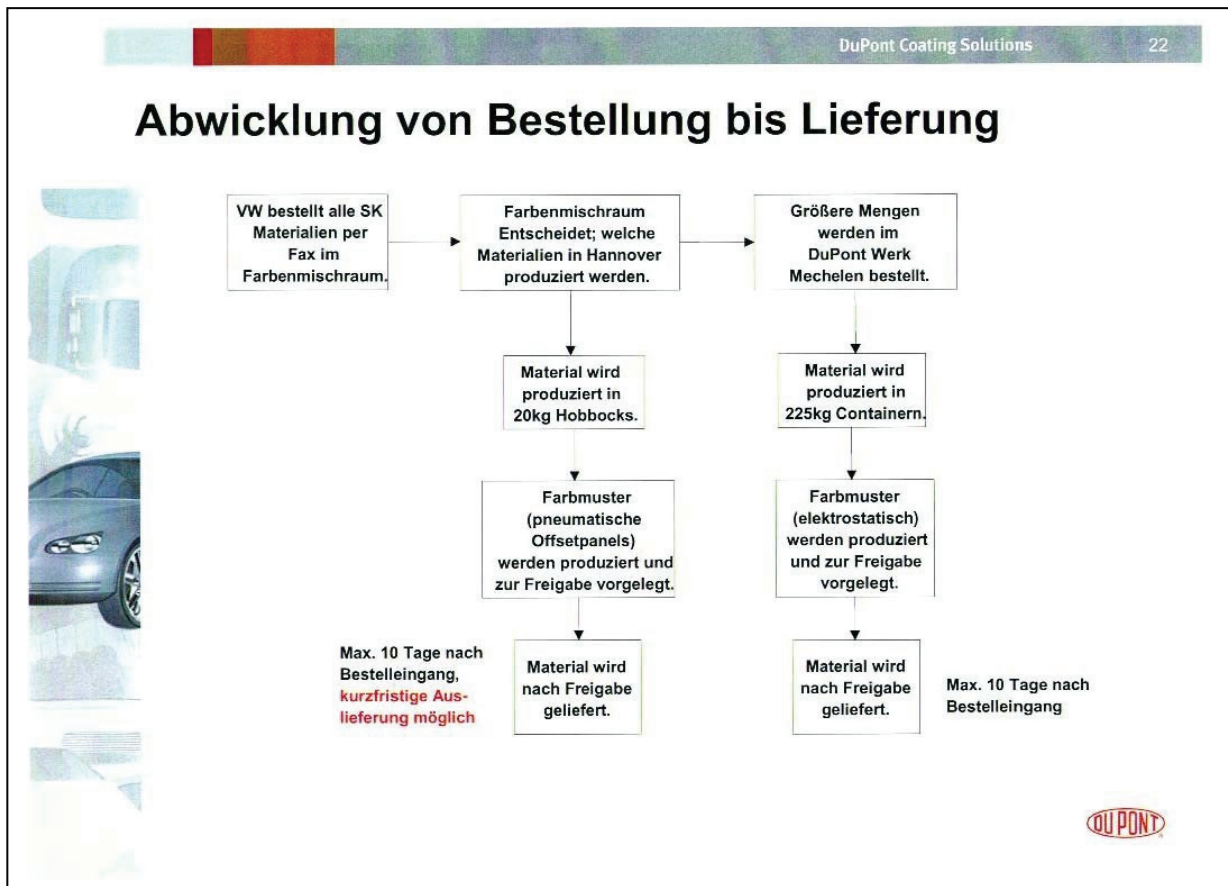 DuPont Coating Solutions 22
Abwicklung von Bestellung bis Lieferung
VW bestellt alle SK
Materialien per
Fax im
Farbenmischraum.
Farbenmischraum
Entscheidet; welche
Materialien in Hannover
produziert werden.
Größere Mengen
werden im
DuPont Werk
Mechelen bestellt.
Material wird
produziert in
20kg Hobbocks.
Material wird
produziert in
225kg Containern.
Farbmuster
(pneumatische
Offsetpanels)
werden produziert und
zur Freigabe vorgelegt.
Farbmuster
(elektrostatisch)
werden produziert
und zur Freigabe
vorgelegt.
Max. 10 Tage nach
Bestelleingang,
kurzfristige Aus-
lieferung möglich
Material wird
nach Freigabe
geliefert.
Material wird
nach Freigabe
geliefert.
Max. 10 Tage nach
Bestelleingang
DU PONT